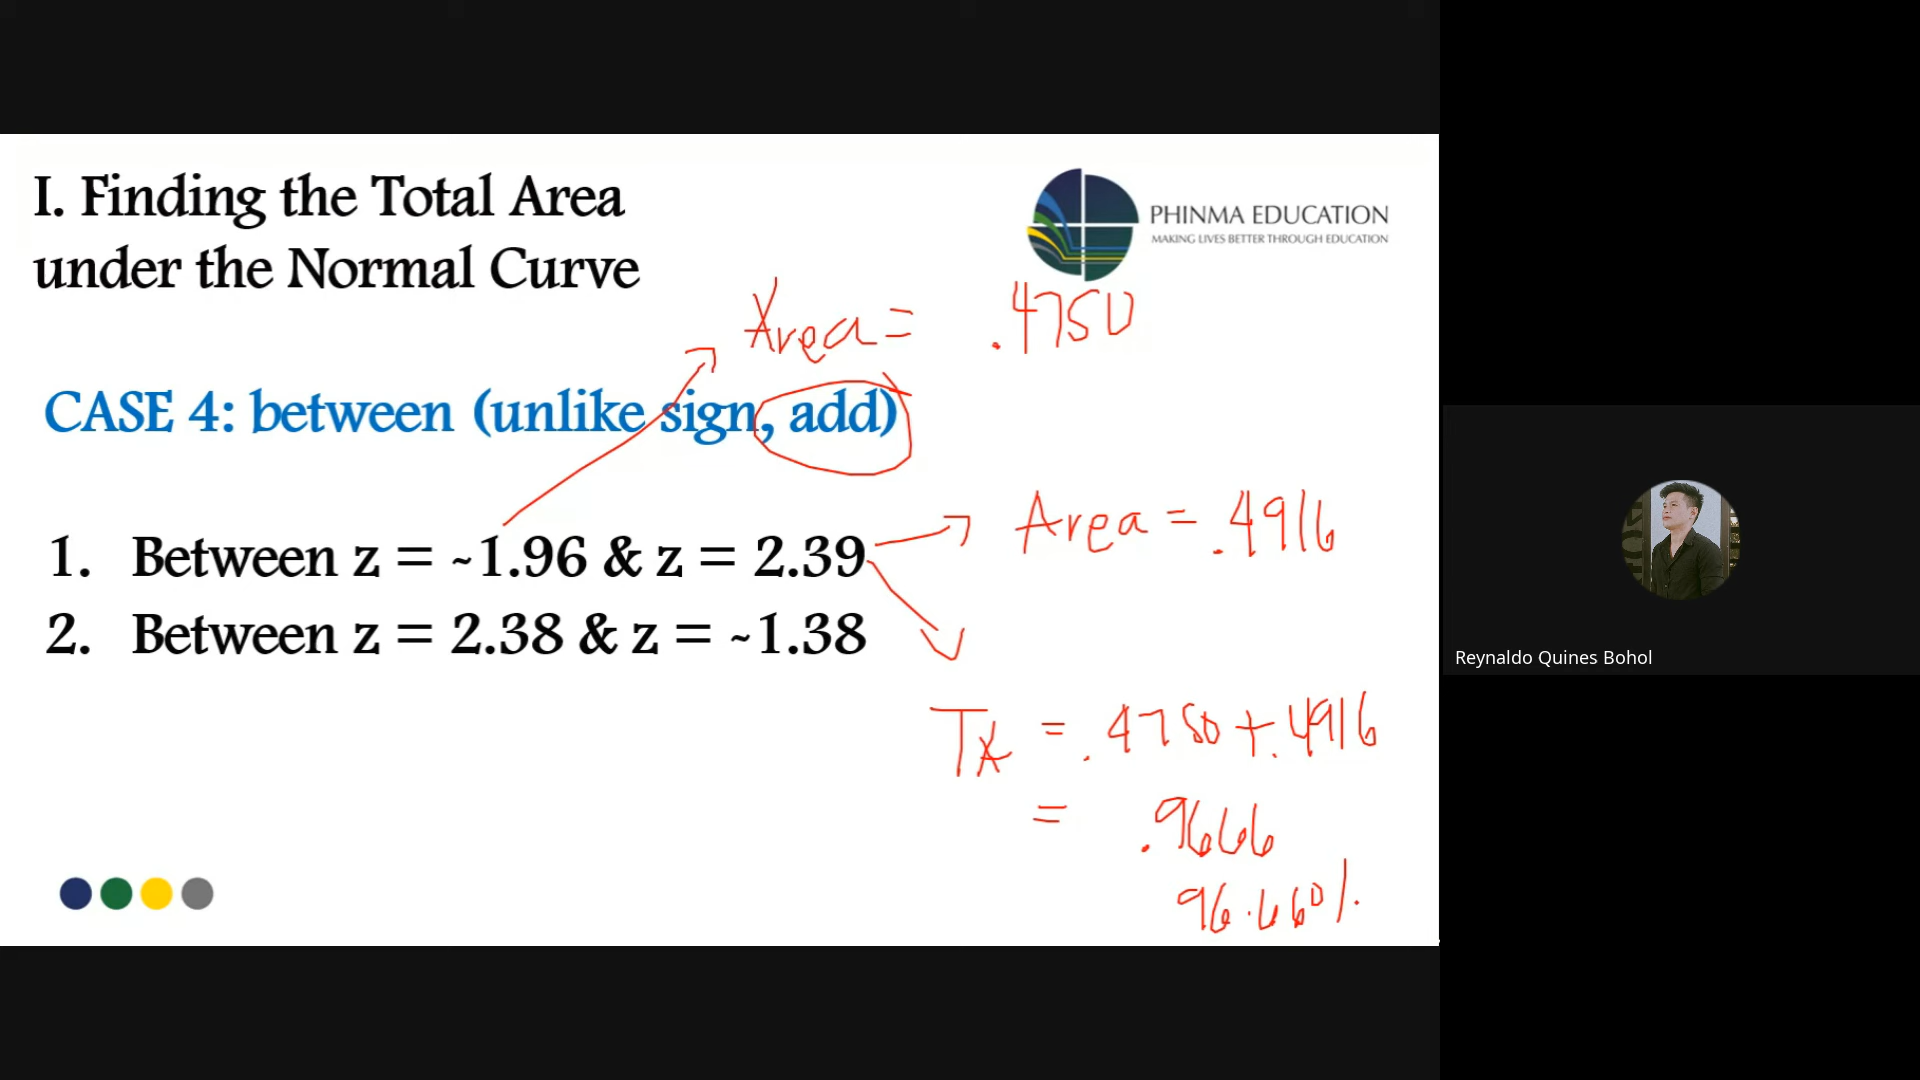 I. Finding the Total Area
under the Normal Curve
PHINMA EDUCATION
MAKING LIVES BETTER THROUGH EDUCATION
Area = .4750
CASE 4: between (unlike sign, add)
Area = .4916
1. Between z = -1.96 & z = 2.39
2. Between z = 2.38 & z = -1.38
TA = .4750 + .4916
= .9666
96.66%
Reynaldo Quines Bohol